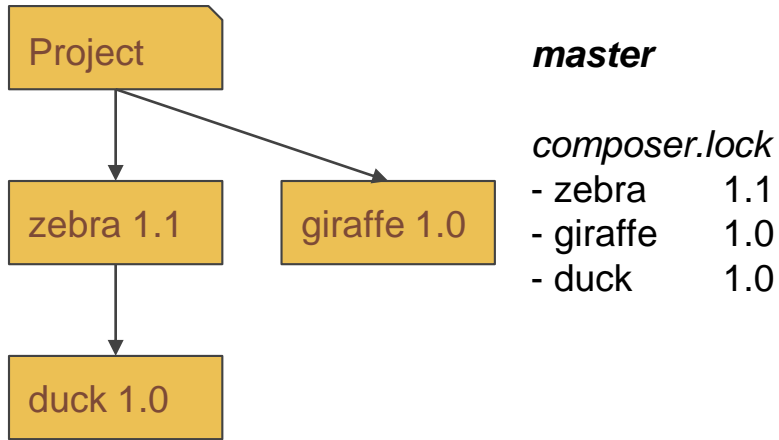 Project
zebra 1.1
giraffe 1.0
duck 1.0
master
composer.lock
- zebra 1.1
- giraffe 1.0
- duck 1.0